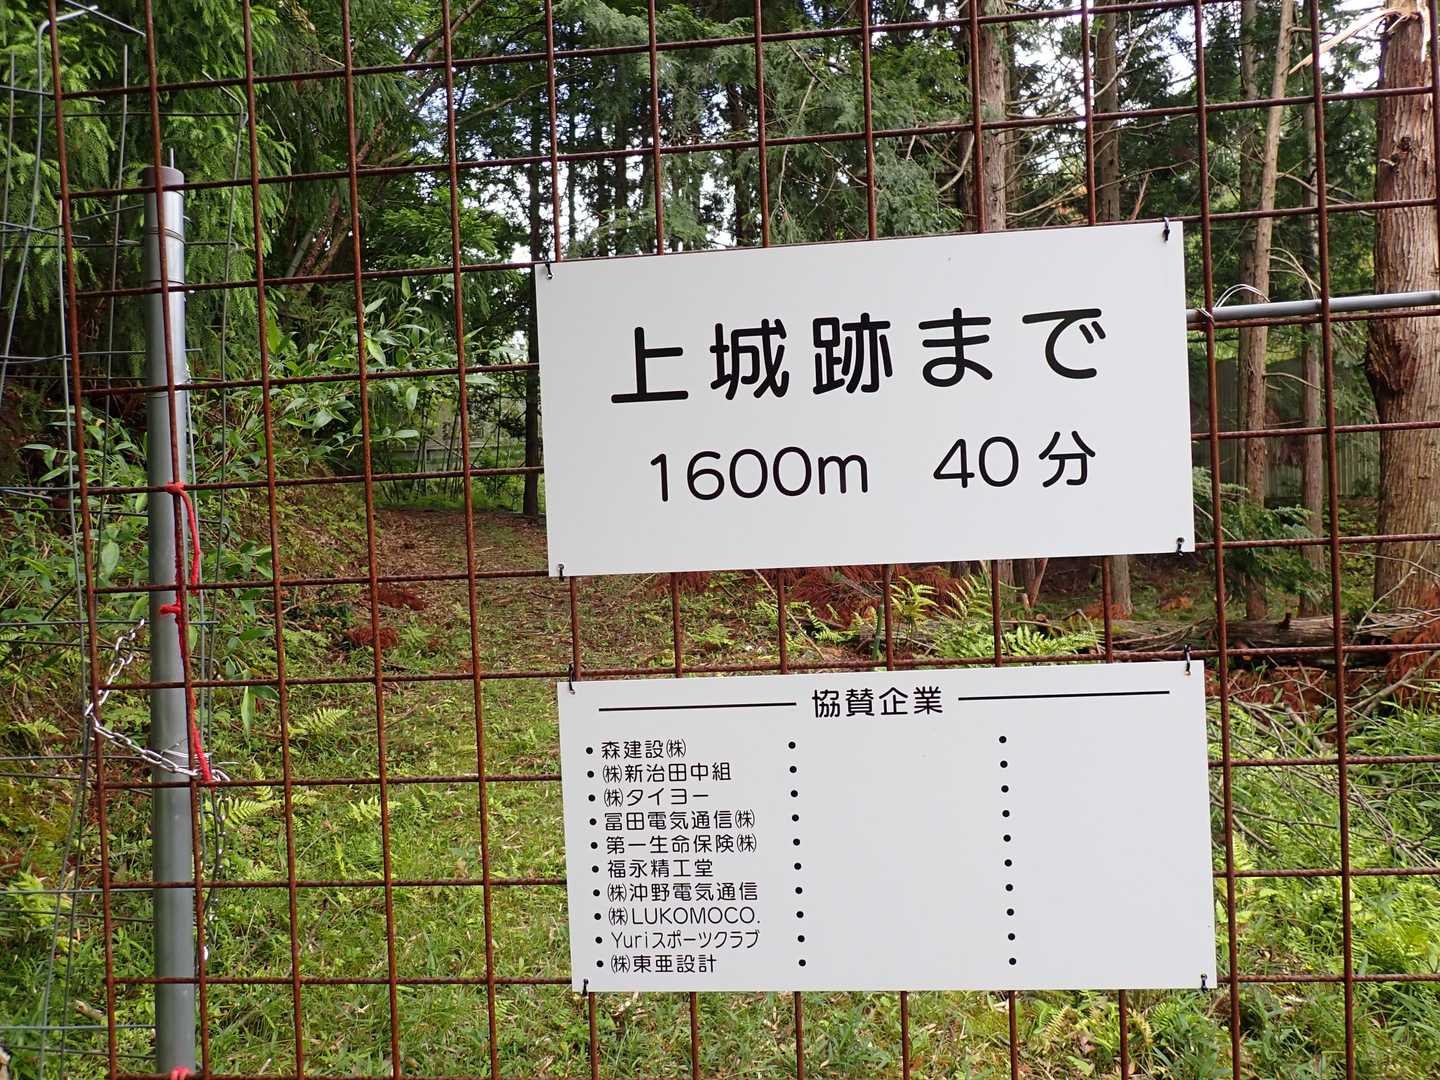 上城跡まで
1600m 40分
協賛企業
• 森建設㈱
• ㈱新治田中組
• ㈱タイヨー
• 冨田電気通信㈱
• 第一生命保険㈱
• 福永精工堂
• ㈱沖野電気通信
• ㈱LUKOMOCO.
• Yuriスポーツクラブ
• ㈱東亜設計